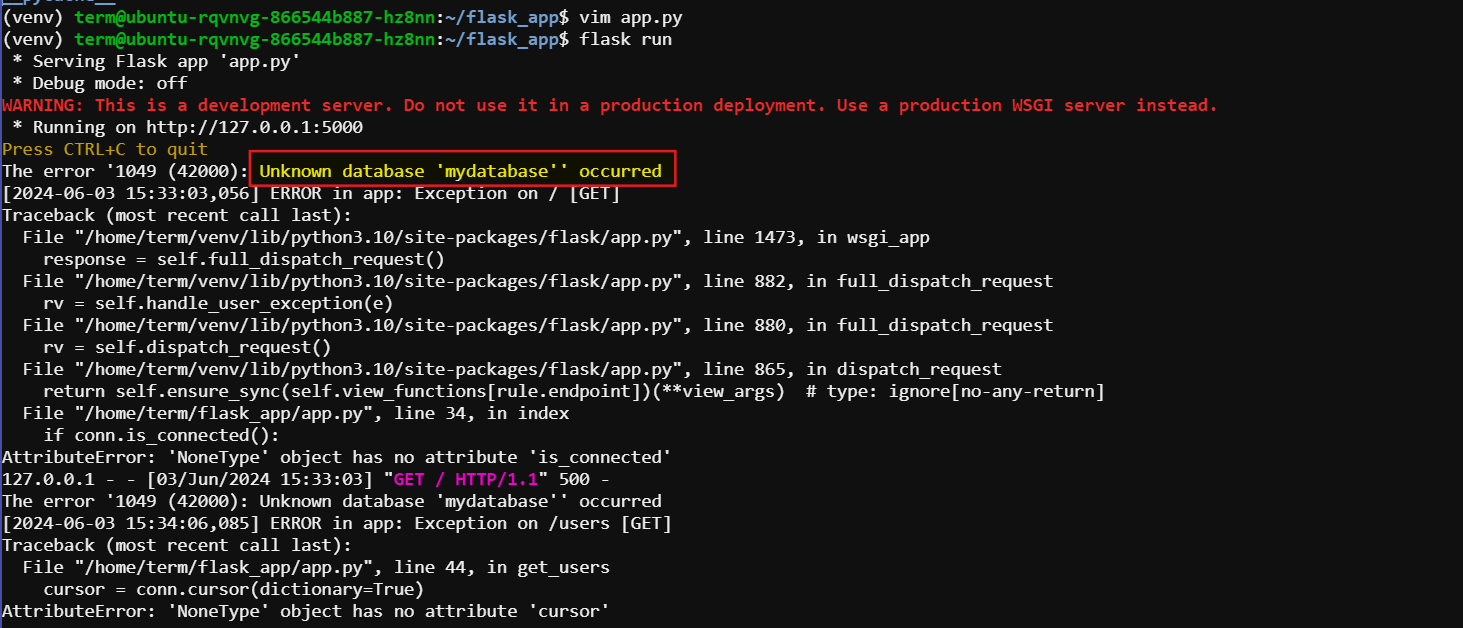 (venv) term@ubuntu-rqvnvg-866544b887-hz8nn:~/flask_app$ vim app.py
(venv) term@ubuntu-rqvnvg-866544b887-hz8nn:~/flask_app$ flask run
 * Serving Flask app 'app.py'
 * Debug mode: off
WARNING: This is a development server. Do not use it in a production deployment. Use a production WSGI server instead.
 * Running on http://127.0.0.1:5000
Press CTRL+C to quit
The error '1049 (42000): Unknown database 'mydatabase'' occurred
[2024-06-03 15:33:03,056] ERROR in app: Exception on / [GET]
Traceback (most recent call last):
  File "/home/term/venv/lib/python3.10/site-packages/flask/app.py", line 1473, in wsgi_app
    response = self.full_dispatch_request()
  File "/home/term/venv/lib/python3.10/site-packages/flask/app.py", line 882, in full_dispatch_request
    rv = self.handle_user_exception(e)
  File "/home/term/venv/lib/python3.10/site-packages/flask/app.py", line 880, in full_dispatch_request
    rv = self.dispatch_request()
  File "/home/term/venv/lib/python3.10/site-packages/flask/app.py", line 865, in dispatch_request
    return self.ensure_sync(self.view_functions[rule.endpoint])(**view_args)  # type: ignore[no-any-return]
  File "/home/term/flask_app/app.py", line 34, in index
    if conn.is_connected():
AttributeError: 'NoneType' object has no attribute 'is_connected'
127.0.0.1 - - [03/Jun/2024 15:33:03] "GET / HTTP/1.1" 500 -
The error '1049 (42000): Unknown database 'mydatabase'' occurred
[2024-06-03 15:34:06,085] ERROR in app: Exception on /users [GET]
Traceback (most recent call last):
  File "/home/term/flask_app/app.py", line 44, in get_users
    cursor = conn.cursor(dictionary=True)
AttributeError: 'NoneType' object has no attribute 'cursor'